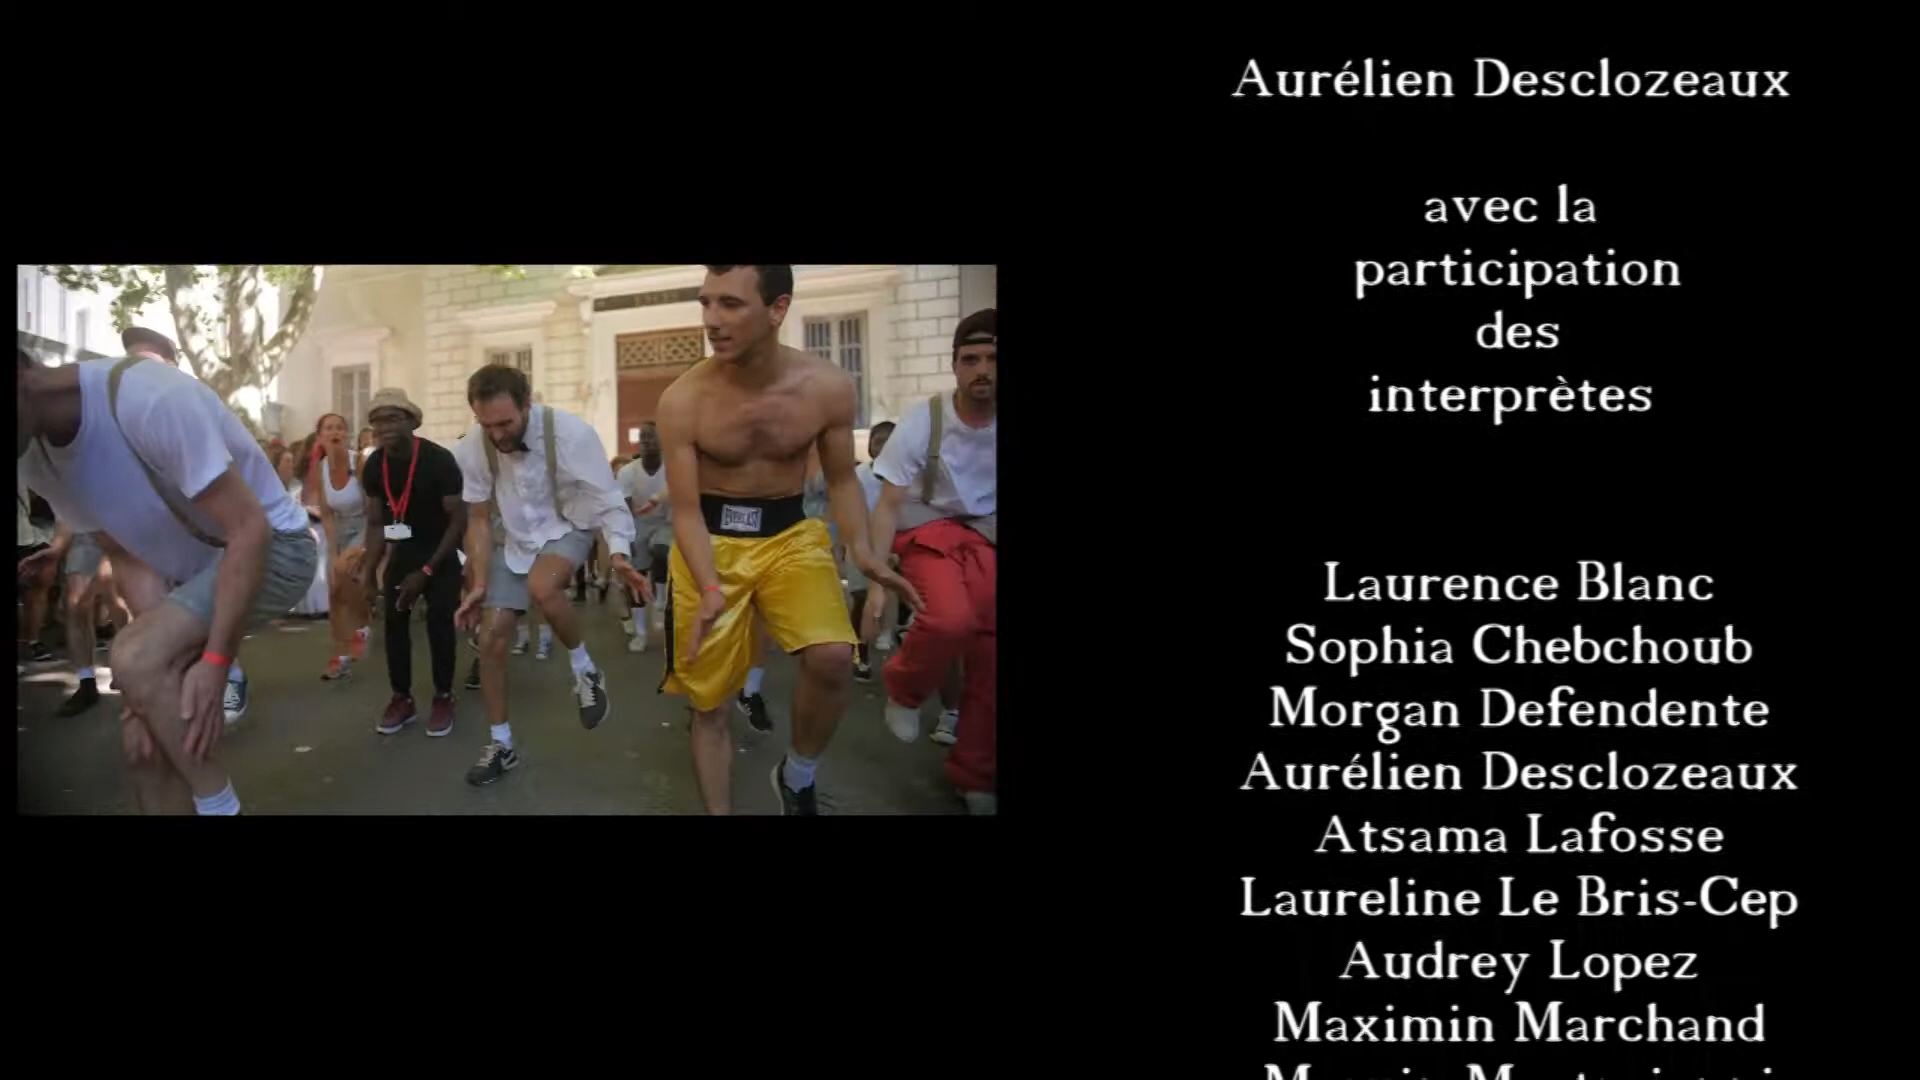 Aurélien Desclozeaux
avec la
participation
des
interprètes
Laurence Blanc
Sophia Chebchoub
Morgan Defendente
Aurélien Desclozeaux
Atsama Lafosse
Laureline Le Bris-Cep
Audrey Lopez
Maximin Marchand
EVERLAST